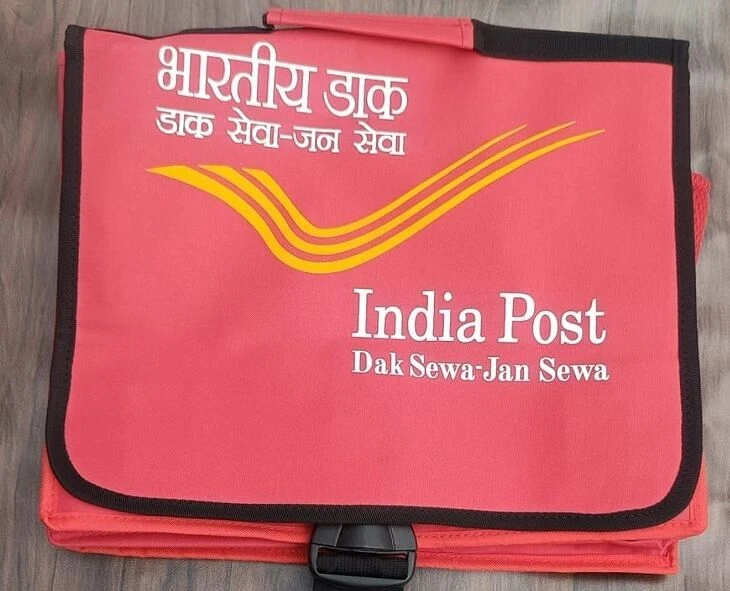 भारतीय डाक
डाक सेवा-जन सेवा
India Post
Dak Sewa-Jan Sewa